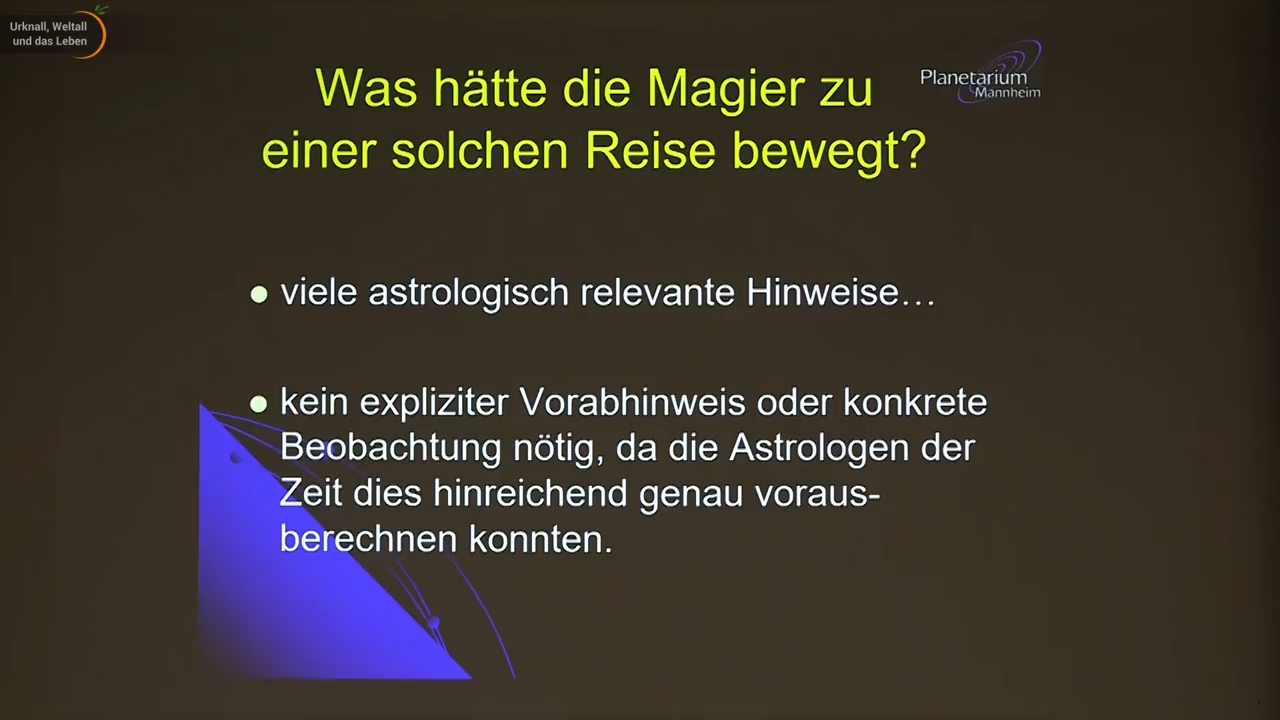 Urknall, Weltall
und das Leben
Was hätte die Magier zu
einer solchen Reise bewegt?
Planetarium
Mannheim
● viele astrologisch relevante Hinweise…
● kein expliziter Vorabhinweis oder konkrete
Beobachtung nötig, da die Astrologen der
Zeit dies hinreichend genau voraus-
berechnen konnten.